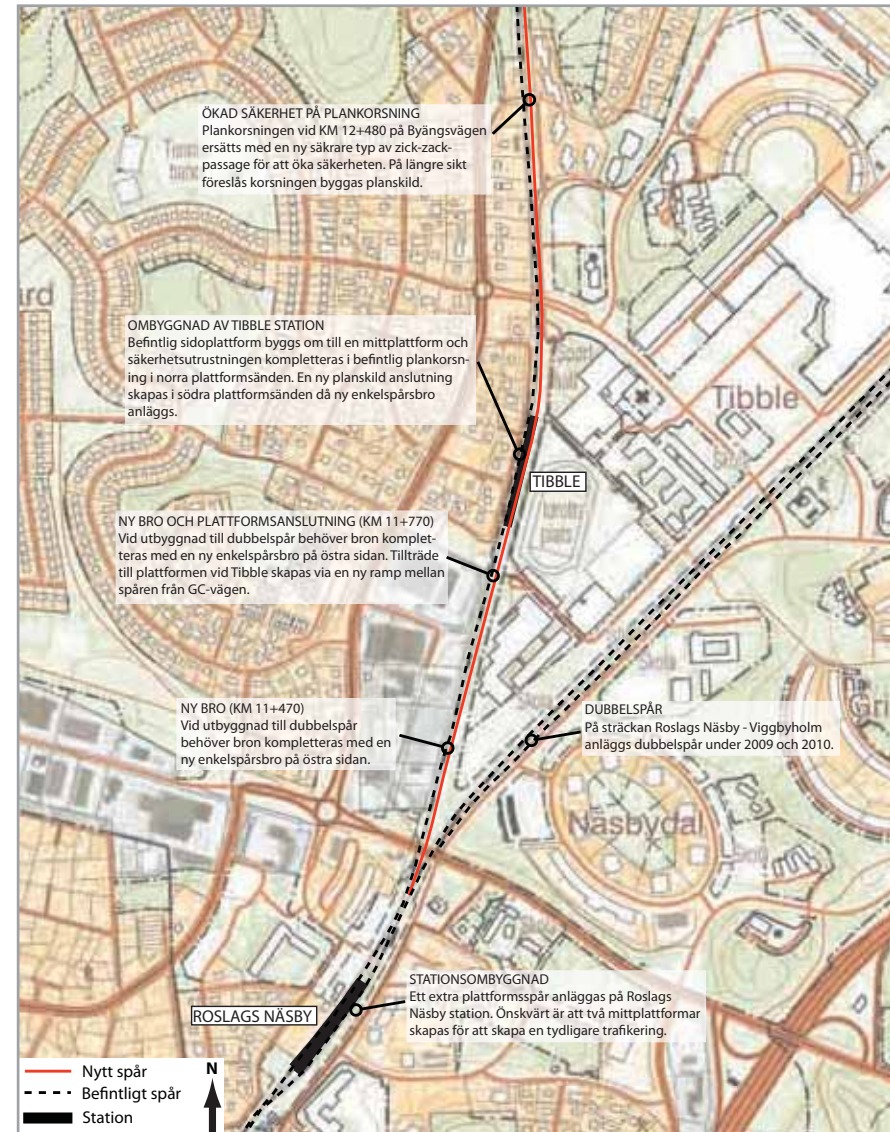 ÖKAD SÄKERHET PÅ PLANKORSNING
Plankorsningen vid KM 12+480 på Byängsvägen
ersätts med en ny säkrare typ av zick-zack-
passage för att öka säkerheten. På längre sikt
föreslås korsningen byggas planskild.
OMBYGGNAD AV TIBBLE STATION
Befintlig sidoplattform byggs om till en mittplattform och
säkerhetsutrustningen kompletteras i befintlig plankorsn-
ing i norra plattformsänden. En ny planskild anslutning
skapas i södra plattformsänden då ny enkelspårsbro
anläggs.
Tibble
TIBBLE
NY BRO OCH PLATTFORMSANSLUTNING (KM 11+770)
Vid utbyggnad till dubbelspår behöver bron komplet-
teras med en ny enkelspårsbro på östra sidan. Tillträde
till plattformen vid Tibble skapas via en ny ramp mellan
spåren från GC-vägen.
NY BRO (KM 11+470)
Vid utbyggnad till dubbelspår
behöver bron kompletteras med en
ny enkelspårsbro på östra sidan.
DUBBELSPÅR
På sträckan Roslags Näsby - Viggbyholm
anläggs dubbelspår under 2009 och 2010.
Näsbydal
STATIONSOMBYGGNAD
Ett extra plattformsspår anläggas på Roslags
Näsby station. Önskvärt är att två mittplattformar
skapas för att skapa en tydligare trafikering.
ROSLAGS NÄSBY
Nytt spår
Befintligt spår
Station
N